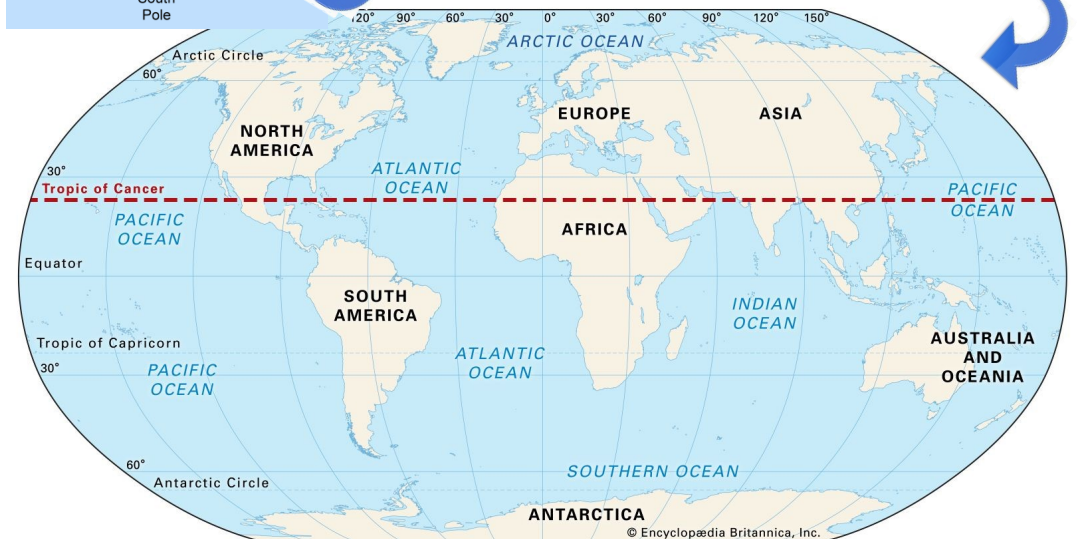 South
Pole
120° 90° 60° 30° 0° 30° 60° 90° 120° 150°
ARCTIC OCEAN
Arctic Circle
60°
EUROPE
ASIA
NORTH
AMERICA
ATLANTIC
OCEAN
30°
Tropic of Cancer
PACIFIC
OCEAN
PACIFIC
OCEAN
AFRICA
Equator
SOUTH
AMERICA
INDIAN
OCEAN
Tropic of Capricorn
AUSTRALIA
AND
OCEANIA
ATLANTIC
OCEAN
30°
PACIFIC
OCEAN
60°
SOUTHERN OCEAN
Antarctic Circle
ANTARCTICA
© Encyclopædia Britannica, Inc.